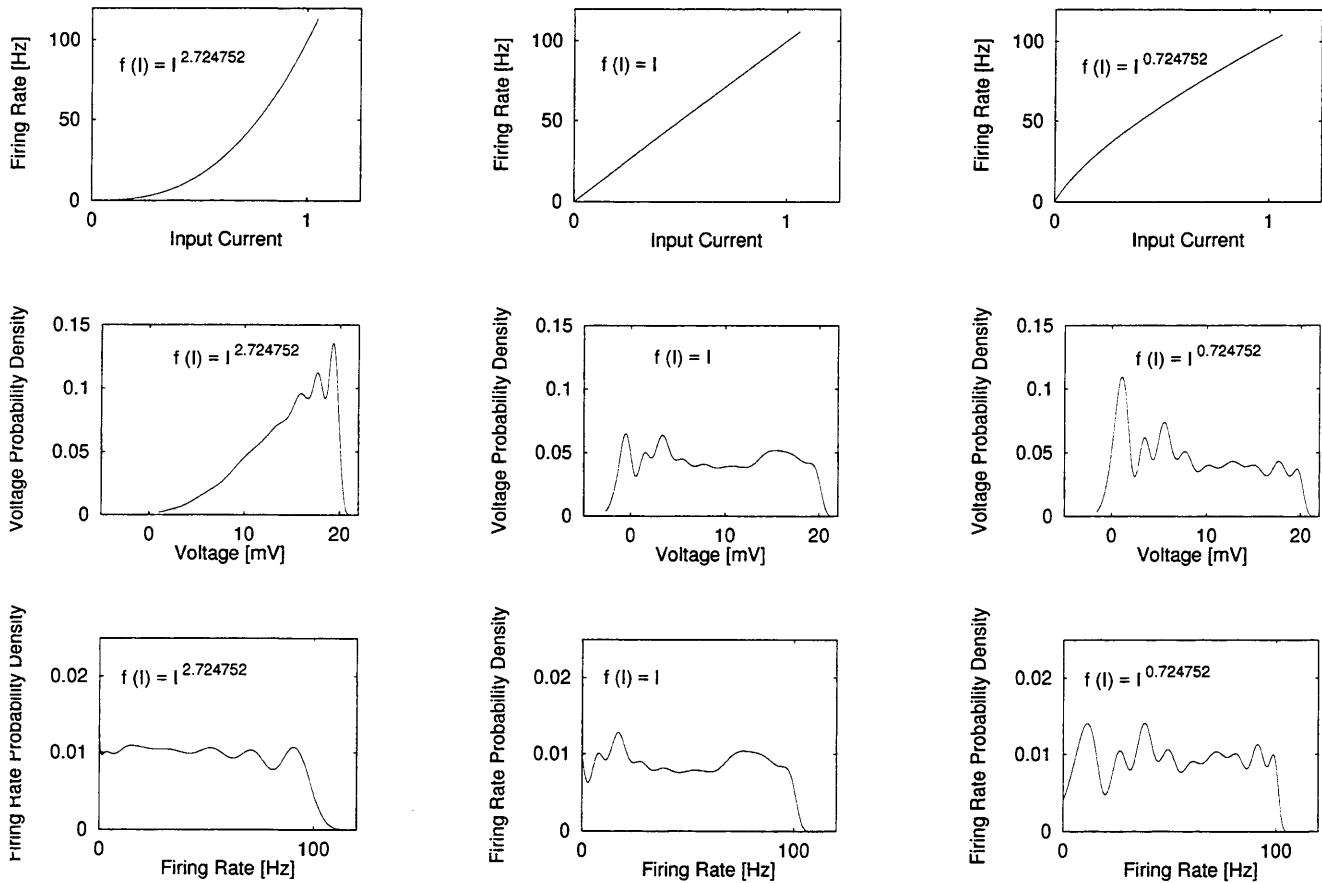 Firing Rate [Hz]
100
50
0
f (I) = I^2.724752
0
1
Input Current
Firing Rate [Hz]
100
50
0
f (I) = I
0
1
Input Current
Firing Rate [Hz]
100
50
0
f (I) = I^0.724752
0
1
Input Current
Voltage Probability Density
0.15
0.1
0.05
0
f (I) = I^2.724752
0
10
20
Voltage [mV]
Voltage Probability Density
0.15
0.1
0.05
0
f (I) = I
0
10
20
Voltage [mV]
Voltage Probability Density
0.15
0.1
0.05
0
f (I) = I^0.724752
0
10
20
Voltage [mV]
Firing Rate Probability Density
0.02
0.01
0
f (I) = I^2.724752
0
100
Firing Rate [Hz]
Firing Rate Probability Density
0.02
0.01
0
f (I) = I
0
100
Firing Rate [Hz]
Firing Rate Probability Density
0.02
0.01
0
f (I) = I^0.724752
0
100
Firing Rate [Hz]